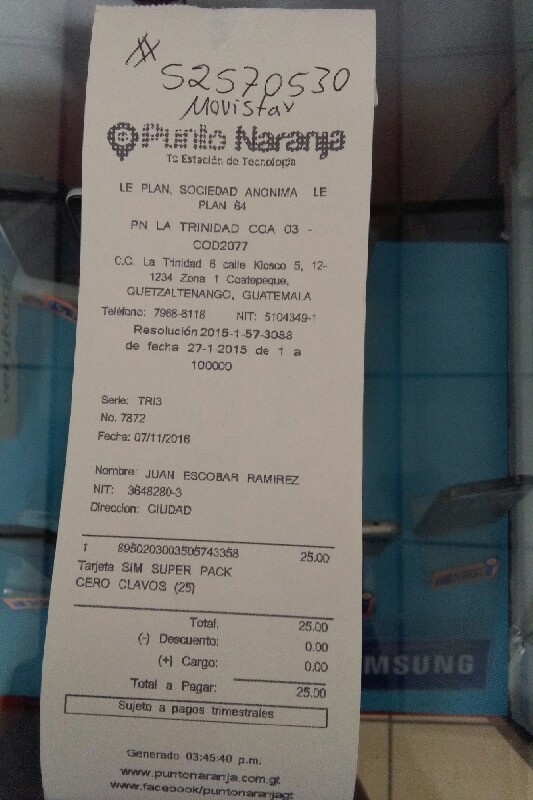 # 52570530
Movistar
Punto Naranja
Tú Estación de Tecnología
LE PLAN, SOCIEDAD ANONIMA LE
PLAN 64
PN LA TRINIDAD CCA 03 -
COD2077
C.C. La Trinidad 6 calle Kiosco 5, 12-
1234 Zona 1 Coatepeque,
QUETZALTENANGO, GUATEMALA
Teléfono: 7968-8118 NIT: 5104349-1
Resolución 2015-1-57-3088
de fecha 27-1-2015 de 1 a
100000
Serie: TRI3
No. 7872
Fecha: 07/11/2016
Nombre: JUAN ESCOBAR RAMIREZ
NIT: 3648280-3
Direccion: CIUDAD
1 8950203003505743358 25.00
Tarjeta SIM SUPER PACK
CERO CLAVOS (25)
Total: 25.00
(-) Descuento: 0.00
(+) Cargo: 0.00
Total a Pagar: 25.00
Sujeto a pagos trimestrales
Generado 03:45:40 p.m.
www.puntonaranja.com.gt
www.facebook/puntonaranjagt
MSUNG